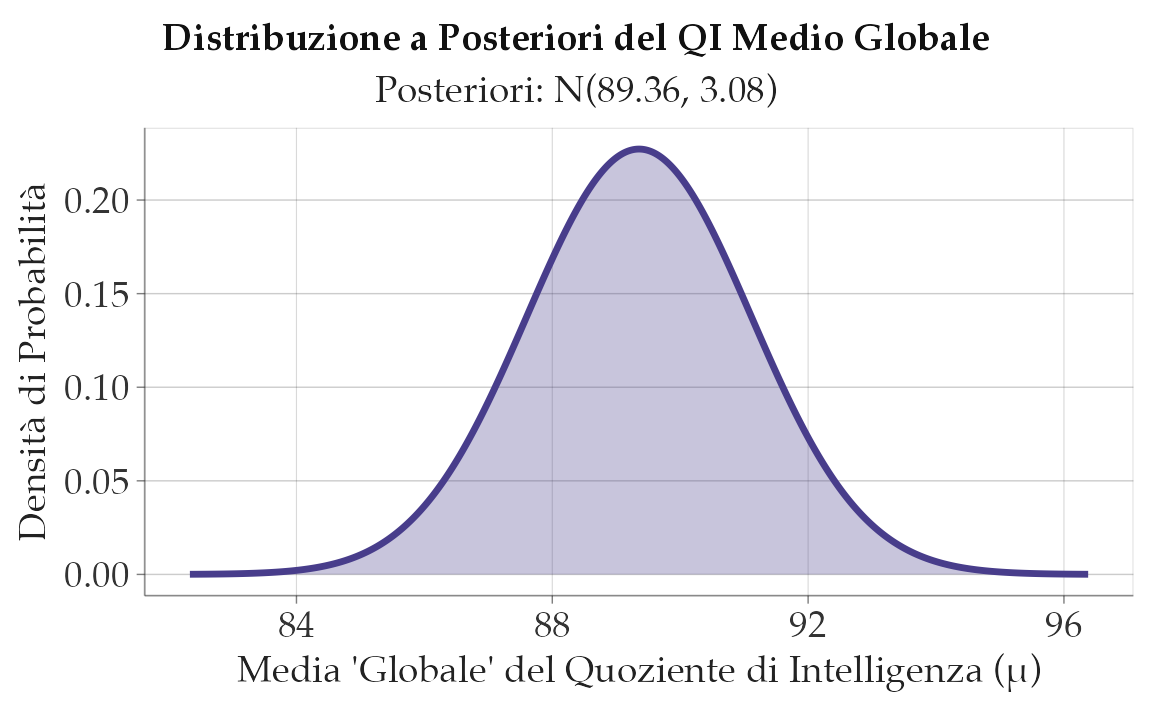 Distribuzione a Posteriori del QI Medio Globale
Posteriori: N(89.36, 3.08)
Densità di Probabilità
0.20
0.15
0.10
0.05
0.00
84 88 92 96
Media 'Globale' del Quoziente di Intelligenza (μ)